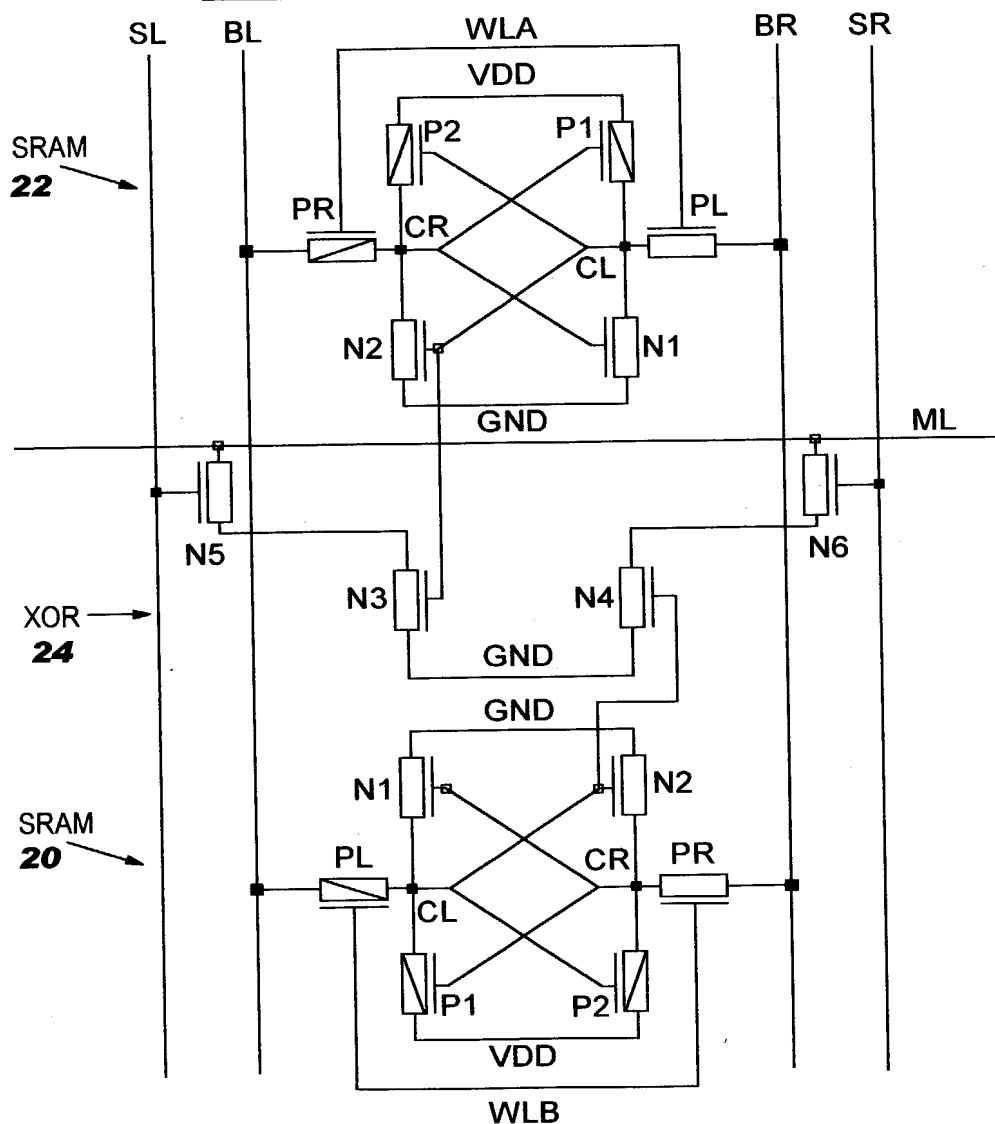 SL BL WLA BR SR
VDD
P2 P1
SRAM
22
PR CR PL
CL
N2 N1
GND
ML
N5 N6
N3 N4
XOR
24
GND
GND
N1 N2
SRAM
20
PL CR PR
CL
P1 P2
VDD
WLB